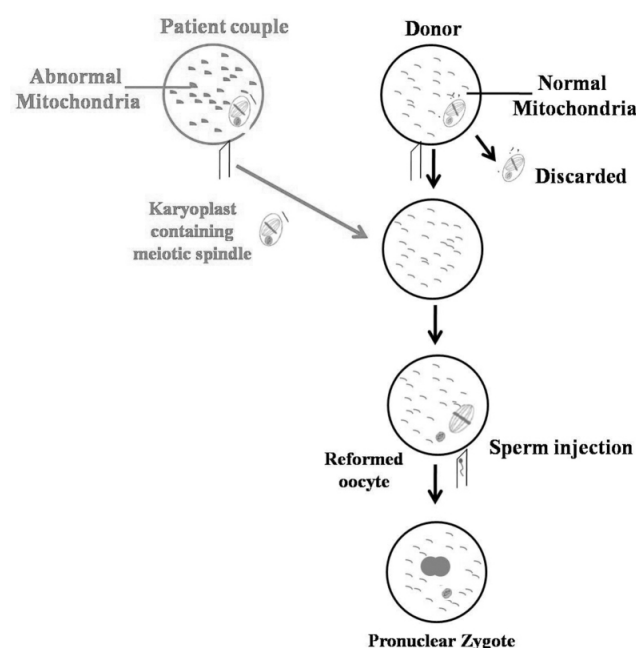 Patient couple
Donor
Abnormal
Mitochondria
Normal
Mitochondria
Discarded
Karyoplast
containing
meiotic spindle
Sperm injection
Reformed
oocyte
Pronuclear Zygote